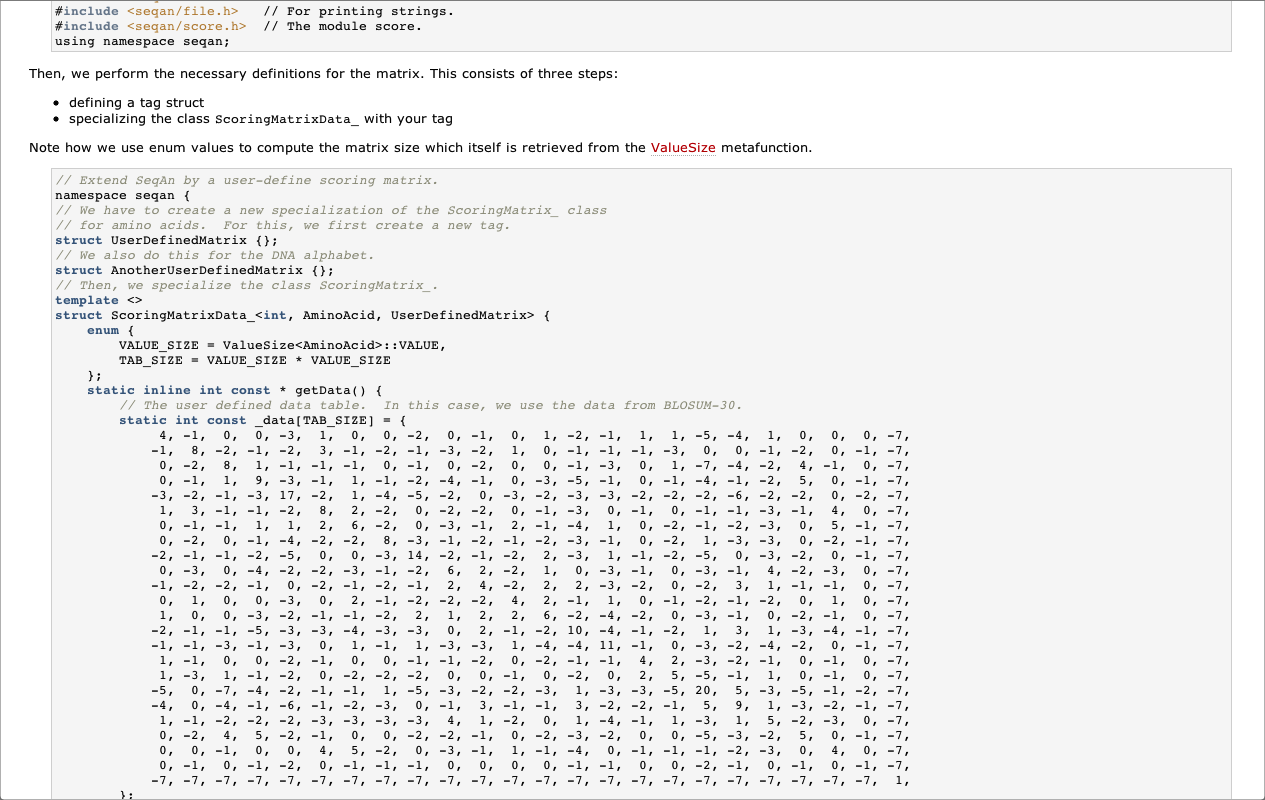 #include <seqan/file.h>   // For printing strings.
#include <seqan/score.h>  // The module score.
using namespace seqan;
Then, we perform the necessary definitions for the matrix. This consists of three steps:
• defining a tag struct
• specializing the class ScoringMatrixData_ with your tag
Note how we use enum values to compute the matrix size which itself is retrieved from the ValueSize metafunction.
// Extend SeqAn by a user-define scoring matrix.
namespace seqan {
// We have to create a new specialization of the ScoringMatrix_ class
// for amino acids.  For this, we first create a new tag.
struct UserDefinedMatrix {};
// We also do this for the DNA alphabet.
struct AnotherUserDefinedMatrix {};
// Then, we specialize the class ScoringMatrix_.
template <>
struct ScoringMatrixData_<int, AminoAcid, UserDefinedMatrix> {
    enum {
        VALUE_SIZE = ValueSize<AminoAcid>::VALUE,
        TAB_SIZE = VALUE_SIZE * VALUE_SIZE
    };
    static inline int const * getData() {
        // The user defined data table.  In this case, we use the data from BLOSUM-30.
        static int const _data[TAB_SIZE] = {
             4, -1,  0,  0, -3,  1,  0,  0, -2,  0, -1,  0,  1, -2, -1,  1,  1, -5, -4,  1,  0,  0,  0, -7,
            -1,  8, -2, -1, -2,  3, -1, -2, -1, -3, -2,  1,  0, -1, -1, -1, -3,  0,  0, -1, -2,  0, -1, -7,
             0, -2,  8,  1, -1, -1, -1,  0, -1,  0, -2,  0,  0, -1, -3,  0,  1, -7, -4, -2,  4, -1,  0, -7,
             0, -1,  1,  9, -3, -1,  1, -1, -2, -4, -1,  0, -3, -5, -1,  0, -1, -4, -1, -2,  5,  0, -1, -7,
            -3, -2, -1, -3, 17, -2,  1, -4, -5, -2,  0, -3, -2, -3, -3, -2, -2, -2, -6, -2, -2,  0, -2, -7,
             1,  3, -1, -1, -2,  8,  2, -2,  0, -2, -2,  0, -1, -3,  0, -1,  0, -1, -1, -3, -1,  4,  0, -7,
             0, -1, -1,  1,  1,  2,  6, -2,  0, -3, -1,  2, -1, -4,  1,  0, -2, -1, -2, -3,  0,  5, -1, -7,
             0, -2,  0, -1, -4, -2, -2,  8, -3, -1, -2, -1, -2, -3, -1,  0, -2,  1, -3, -3,  0, -2, -1, -7,
            -2, -1, -1, -2, -5,  0,  0, -3, 14, -2, -1, -2,  2, -3,  1, -1, -2, -5,  0, -3, -2,  0, -1, -7,
             0, -3,  0, -4, -2, -2, -3, -1, -2,  6,  2, -2,  1,  0, -3, -1,  0, -3, -1,  4, -2, -3,  0, -7,
            -1, -2, -2, -1,  0, -2, -1, -2, -1,  2,  4, -2,  2,  2, -3, -2,  0, -2,  3,  1, -1, -1,  0, -7,
             0,  1,  0,  0, -3,  0,  2, -1, -2, -2, -2,  4,  2, -1,  1,  0, -1, -2, -1, -2,  0,  1,  0, -7,
             1,  0,  0, -3, -2, -1, -1, -2,  2,  1,  2,  2,  6, -2, -4, -2,  0, -3, -1,  0, -2, -1,  0, -7,
            -2, -1, -1, -5, -3, -3, -4, -3, -3,  0,  2, -1, -2, 10, -4, -1, -2,  1,  3,  1, -3, -4, -1, -7,
            -1, -1, -3, -1, -3,  0,  1, -1,  1, -3, -3,  1, -4, -4, 11, -1,  0, -3, -2, -4, -2,  0, -1, -7,
             1, -1,  0,  0, -2, -1,  0,  0, -1, -1, -2,  0, -2, -1, -1,  4,  2, -3, -2, -1,  0, -1,  0, -7,
             1, -3,  1, -1, -2,  0, -2, -2, -2,  0,  0, -1,  0, -2,  0,  2,  5, -5, -1,  1,  0, -1,  0, -7,
            -5,  0, -7, -4, -2, -1, -1,  1, -5, -3, -2, -2, -3,  1, -3, -3, -5, 20,  5, -3, -5, -1, -2, -7,
            -4,  0, -4, -1, -6, -1, -2, -3,  0, -1,  3, -1, -1,  3, -2, -2, -1,  5,  9,  1, -3, -2, -1, -7,
             1, -1, -2, -2, -2, -3, -3, -3, -3,  4,  1, -2,  0,  1, -4, -1,  1, -3,  1,  5, -2, -3,  0, -7,
             0, -2,  4,  5, -2, -1,  0,  0, -2, -2, -1,  0, -2, -3, -2,  0,  0, -5, -3, -2,  5,  0, -1, -7,
             0,  0, -1,  0,  0,  4,  5, -2,  0, -3, -1,  1, -1, -4,  0, -1, -1, -1, -2, -3,  0,  4,  0, -7,
             0, -1,  0, -1, -2,  0, -1, -1, -1,  0,  0,  0,  0, -1, -1,  0,  0, -2, -1,  0, -1,  0, -1, -7,
            -7, -7, -7, -7, -7, -7, -7, -7, -7, -7, -7, -7, -7, -7, -7, -7, -7, -7, -7, -7, -7, -7, -7,  1,
        };